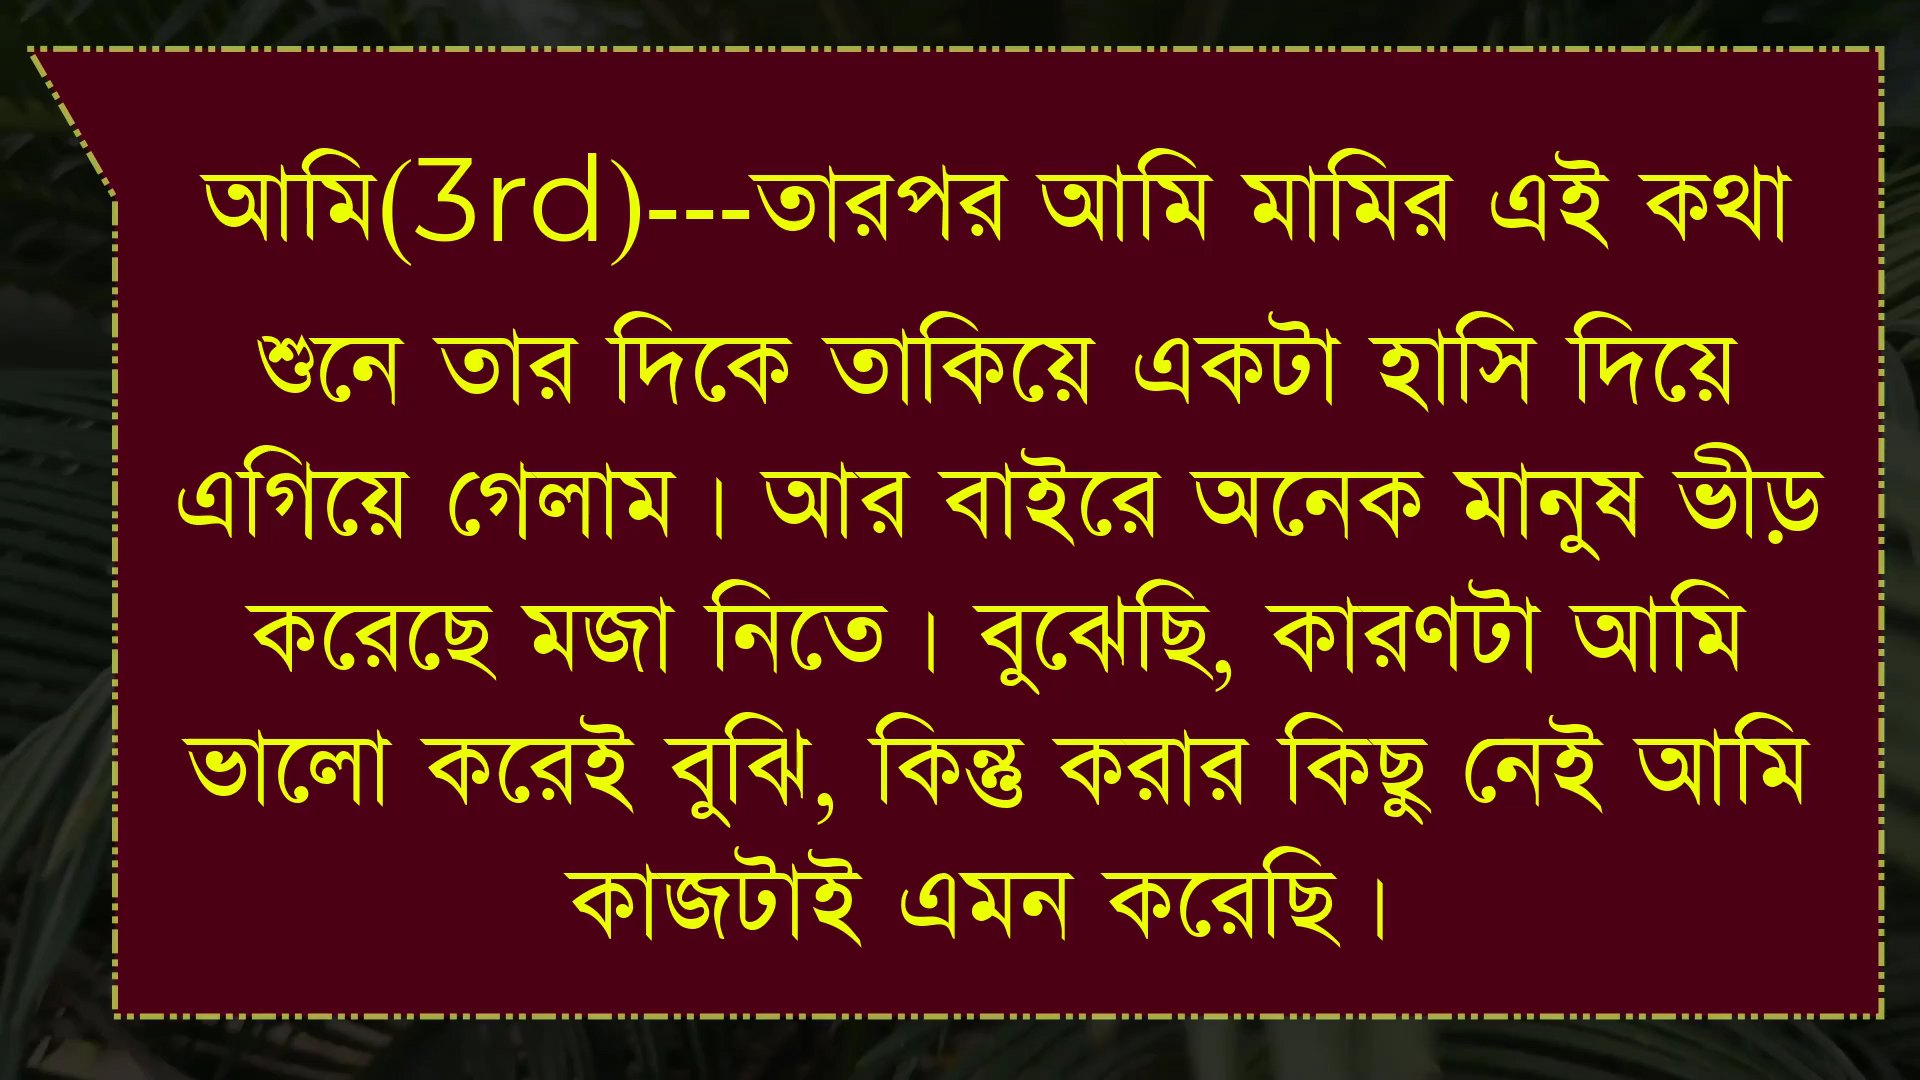 আমি(3rd)---তারপর আমি মামির এই কথা
শুনে তার দিকে তাকিয়ে একটা হাসি দিয়ে
এগিয়ে গেলাম। আর বাইরে অনেক মানুষ ভীড়
করেছে মজা নিতে। বুঝেছি, কারণটা আমি
ভালো করেই বুঝি, কিন্তু করার কিছু নেই আমি
কাজটাই এমন করেছি।